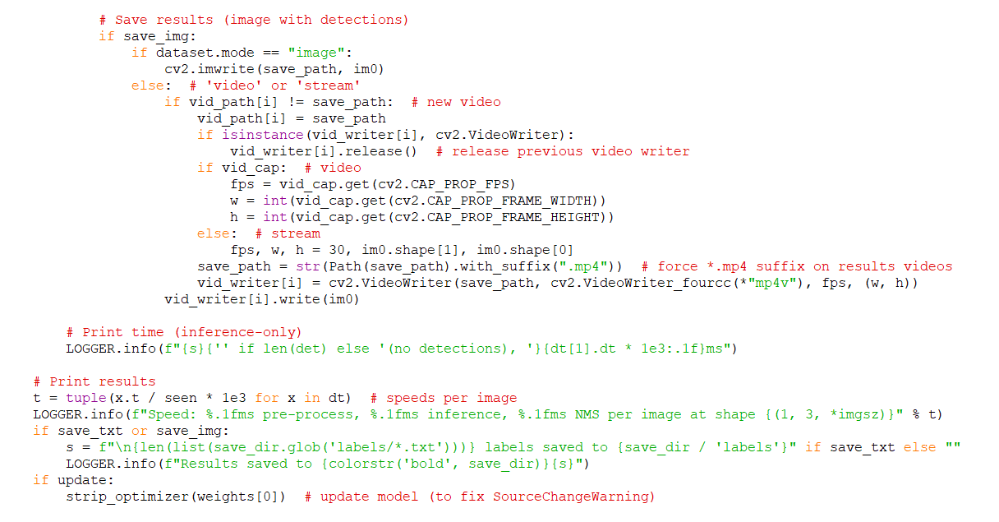 # Save results (image with detections)
            if save_img:
                if dataset.mode == "image":
                    cv2.imwrite(save_path, im0)
                else:  # 'video' or 'stream'
                    if vid_path[i] != save_path:  # new video
                        vid_path[i] = save_path
                        if isinstance(vid_writer[i], cv2.VideoWriter):
                            vid_writer[i].release()  # release previous video writer
                        if vid_cap:  # video
                            fps = vid_cap.get(cv2.CAP_PROP_FPS)
                            w = int(vid_cap.get(cv2.CAP_PROP_FRAME_WIDTH))
                            h = int(vid_cap.get(cv2.CAP_PROP_FRAME_HEIGHT))
                        else:  # stream
                            fps, w, h = 30, im0.shape[1], im0.shape[0]
                        save_path = str(Path(save_path).with_suffix(".mp4"))  # force *.mp4 suffix on results videos
                        vid_writer[i] = cv2.VideoWriter(save_path, cv2.VideoWriter_fourcc(*"mp4v"), fps, (w, h))
                    vid_writer[i].write(im0)

        # Print time (inference-only)
        LOGGER.info(f"{s}{'' if len(det) else '(no detections), '}{dt[1].dt * 1e3:.1f}ms")

    # Print results
    t = tuple(x.t / seen * 1e3 for x in dt)  # speeds per image
    LOGGER.info(f"Speed: %.1fms pre-process, %.1fms inference, %.1fms NMS per image at shape {(1, 3, *imgsz)}" % t)
    if save_txt or save_img:
        s = f"\n{len(list(save_dir.glob('labels/*.txt')))} labels saved to {save_dir / 'labels'}" if save_txt else ""
        LOGGER.info(f"Results saved to {colorstr('bold', save_dir)}{s}")
    if update:
        strip_optimizer(weights[0])  # update model (to fix SourceChangeWarning)